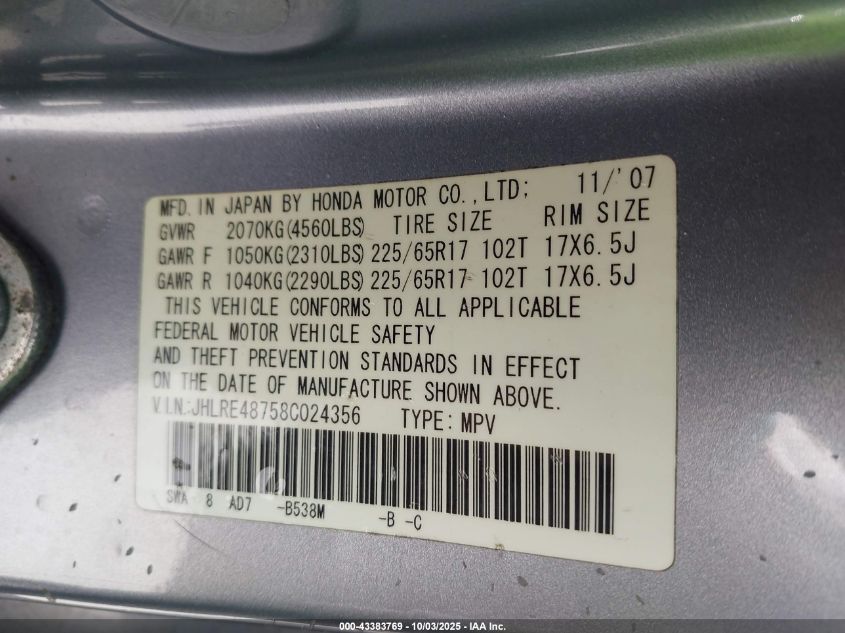 MFD. IN JAPAN BY HONDA MOTOR CO., LTD; 11/'07
GVWR 2070KG(4560LBS) TIRE SIZE RIM SIZE
GAWR F 1050KG(2310LBS) 225/65R17 102T 17X6.5J
GAWR R 1040KG(2290LBS) 225/65R17 102T 17X6.5J
THIS VEHICLE CONFORMS TO ALL APPLICABLE
FEDERAL MOTOR VEHICLE SAFETY
AND THEFT PREVENTION STANDARDS IN EFFECT
ON THE DATE OF MANUFACTURE SHOWN ABOVE.
V.I.N.:JHLRE48758C024356 TYPE: MPV
SWA 8 AD7 -B538M -B -C
000-43383769 - 10/03/2025 - IAA Inc.